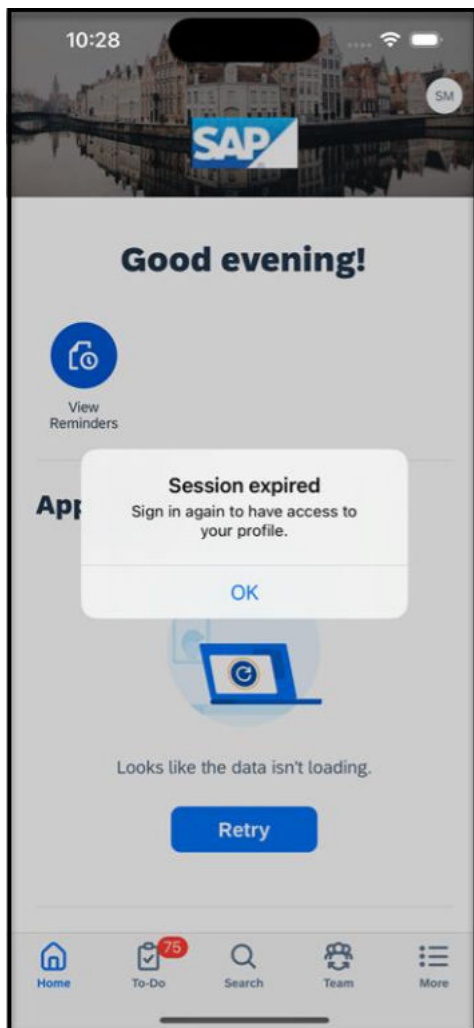 10:28
SM
SAP
Good evening!
View
Reminders
Session expired
App
Sign in again to have access to
your profile.
OK
Looks like the data isn't loading.
Retry
75
Home
To-Do
Search
Team
More